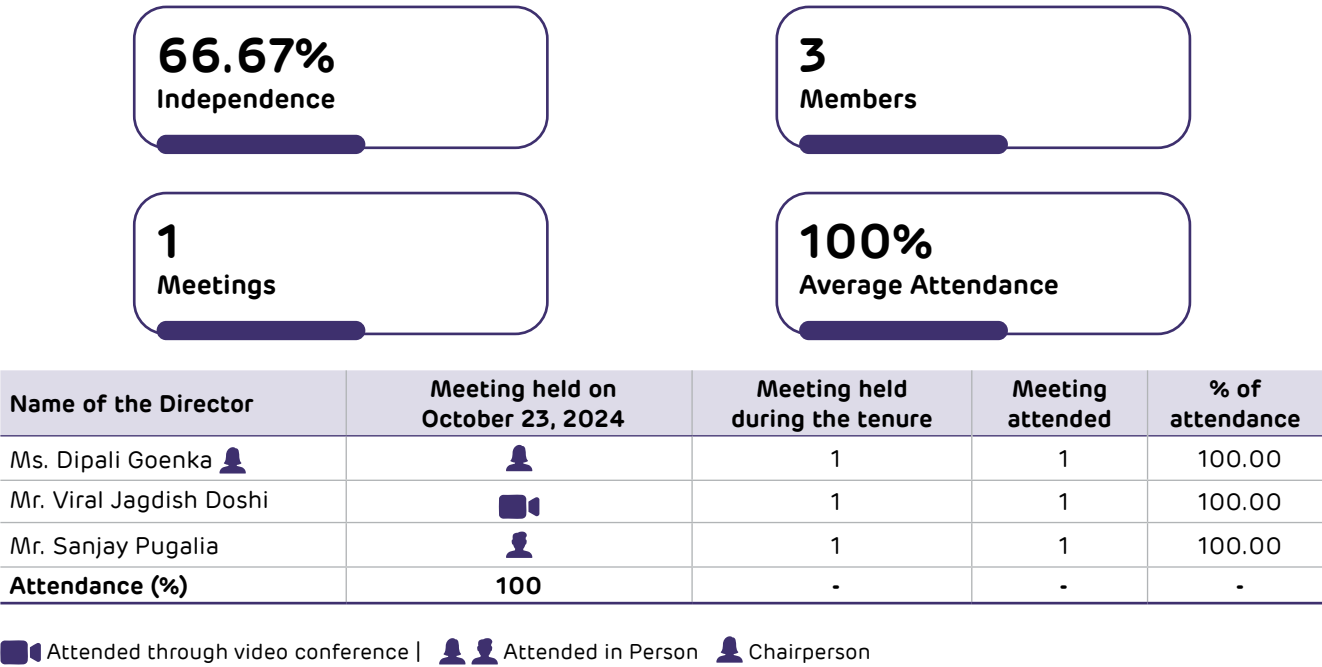 66.67%
Independence
3
Members
1
Meetings
100%
Average Attendance
Name of the Director | Meeting held on October 23, 2024 | Meeting held during the tenure | Meeting attended | % of attendance
Ms. Dipali Goenka 1 1 100.00
Mr. Viral Jagdish Doshi 1 1 100.00
Mr. Sanjay Pugalia 1 1 100.00
Attendance (%) 100 - - -
Attended through video conference | Attended in Person Chairperson